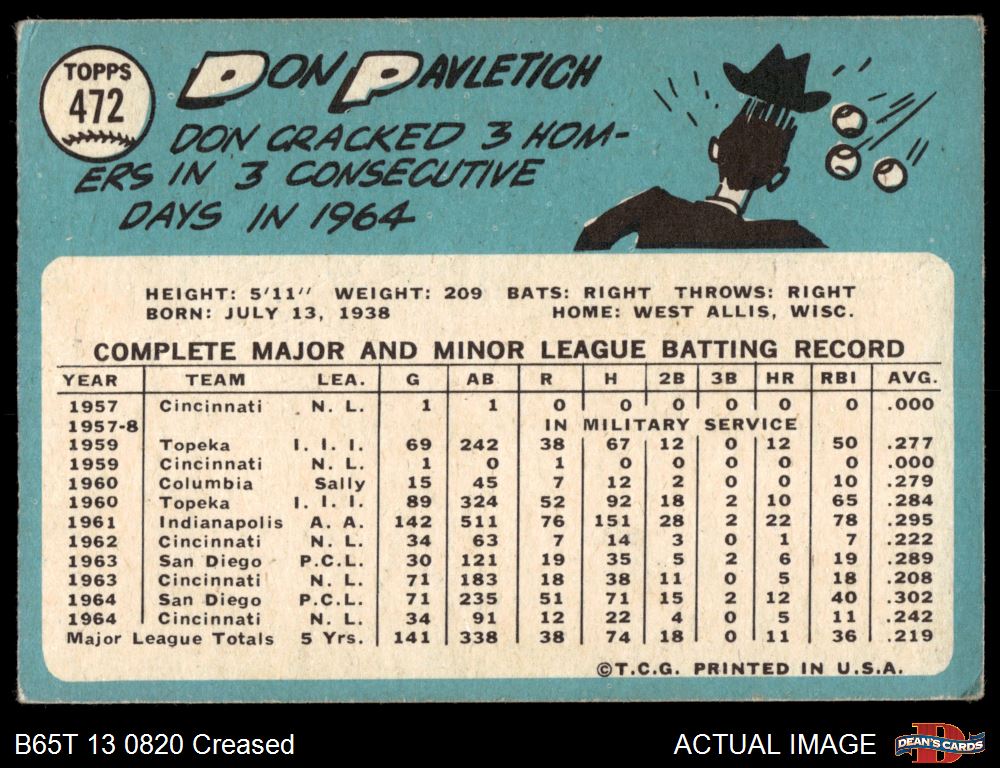 TOPPS
472
DON PAVLETICH
DON CRACKED 3 HOM-
ERS IN 3 CONSECUTIVE
DAYS IN 1964
HEIGHT: 5'11" WEIGHT: 209 BATS: RIGHT THROWS: RIGHT
BORN: JULY 13, 1938 HOME: WEST ALLIS, WISC.
COMPLETE MAJOR AND MINOR LEAGUE BATTING RECORD
YEAR TEAM LEA. G AB R H 2B 3B HR RBI AVG.
1957 Cincinnati N. L. 1 1 0 0 0 0 0 0 .000
1957-8 IN MILITARY SERVICE
1959 Topeka I. I. I. 69 242 38 67 12 0 12 50 .277
1959 Cincinnati N. L. 1 0 1 0 0 0 0 0 .000
1960 Columbia Sally 15 45 7 12 2 0 0 10 .279
1960 Topeka I. I. I. 89 324 52 92 18 2 10 65 .284
1961 Indianapolis A. A. 142 511 76 151 28 2 22 78 .295
1962 Cincinnati N. L. 34 63 7 14 3 0 1 7 .222
1963 San Diego P.C.L. 30 121 19 35 5 2 6 19 .289
1963 Cincinnati N. L. 71 183 18 38 11 0 5 18 .208
1964 San Diego P.C.L. 71 235 51 71 15 2 12 40 .302
1964 Cincinnati N. L. 34 91 12 22 4 0 5 11 .242
Major League Totals 5 Yrs. 141 338 38 74 18 0 11 36 .219
©T.C.G. PRINTED IN U.S.A.
B65T 13 0820 Creased ACTUAL IMAGE
D
DEAN'S CARDS